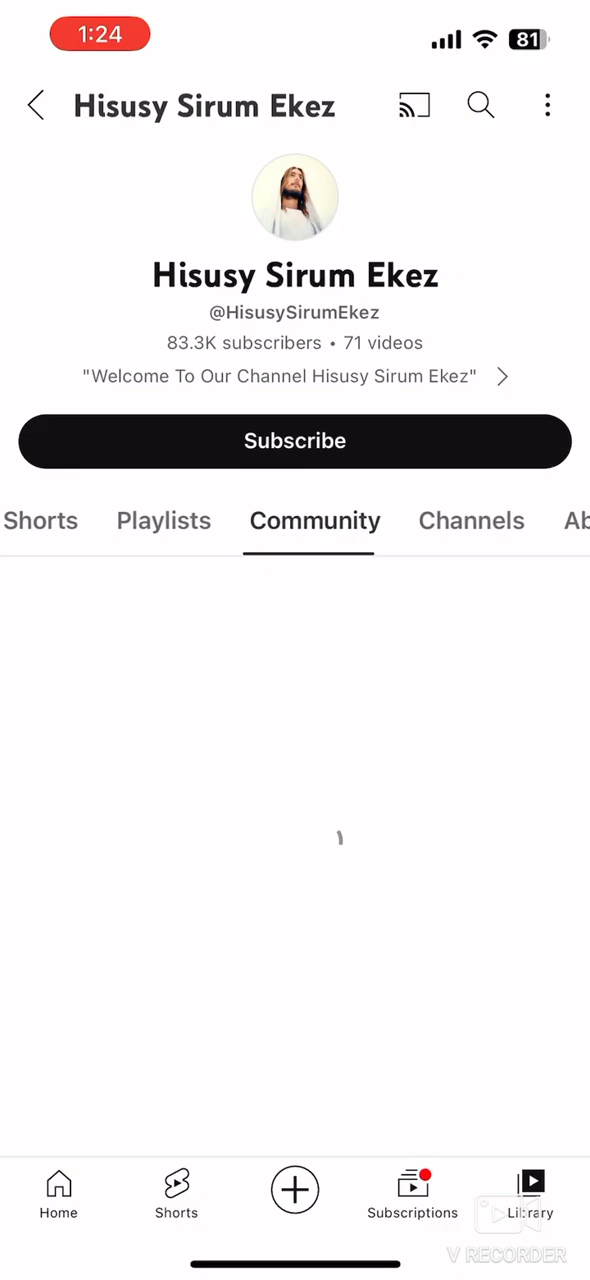 1:24
81
Hisusy Sirum Ekez
Hisusy Sirum Ekez
@HisusySirumEkez
83.3K subscribers • 71 videos
"Welcome To Our Channel Hisusy Sirum Ekez"
Subscribe
Shorts Playlists Community Channels Ab
Home Shorts Subscriptions Library
V RECORDER